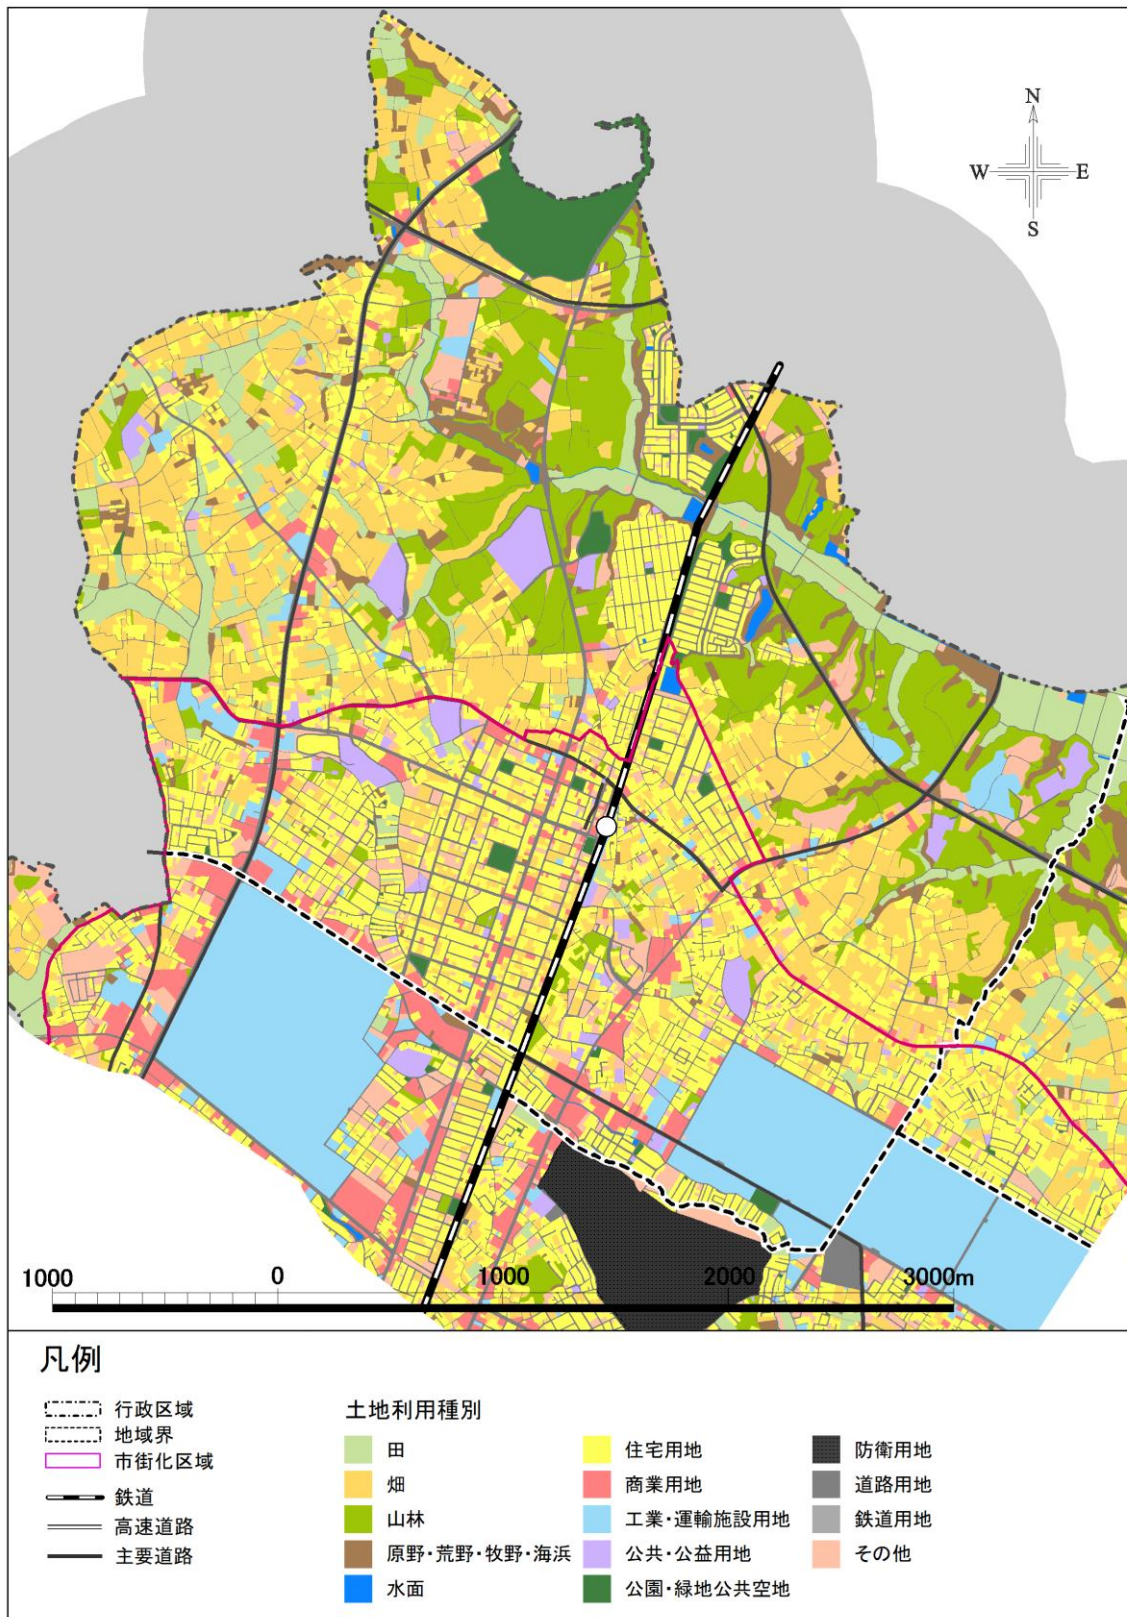 N
W E
S
1000 0 1000 2000 3000m
凡例
行政区域
地域界
市街化区域
鉄道
高速道路
主要道路
土地利用種別
田
畑
山林
原野・荒野・牧野・海浜
水面
住宅用地
商業用地
工業・運輸施設用地
公共・公益用地
公園・緑地公共空地
防衛用地
道路用地
鉄道用地
その他